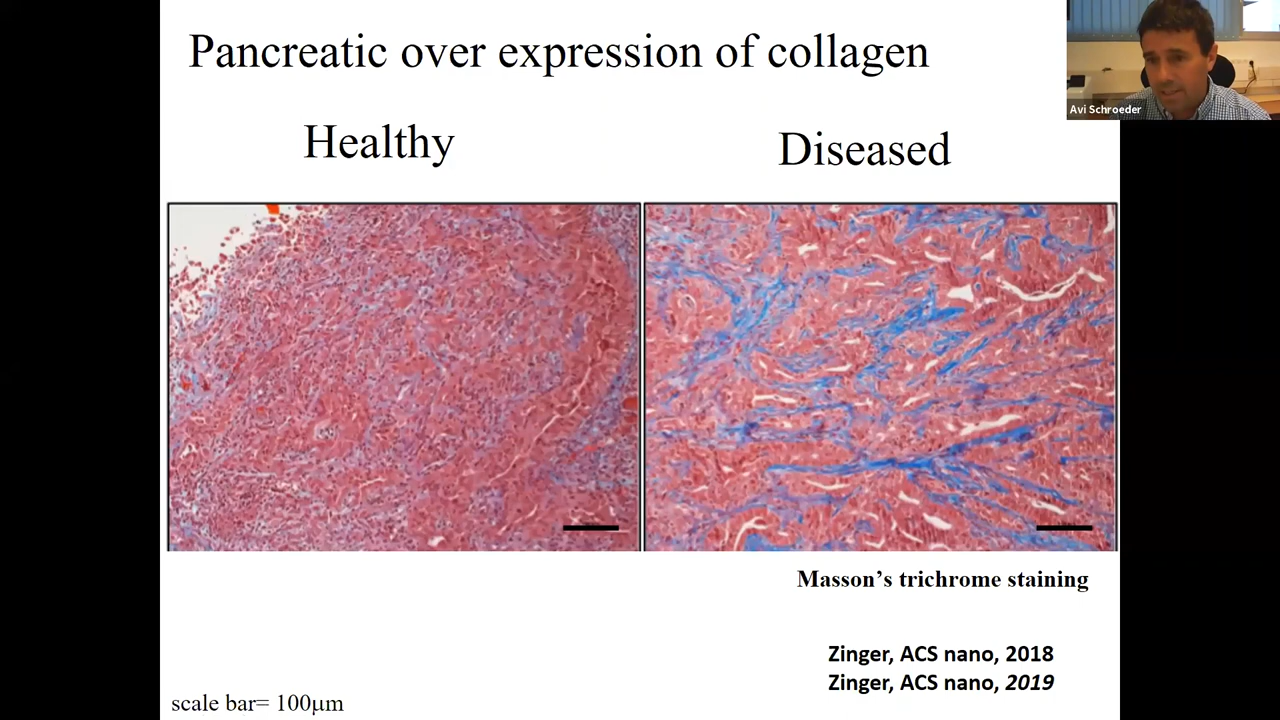 Pancreatic over expression of collagen
Avi Schroeder
Healthy
Diseased
Masson's trichrome staining
Zinger, ACS nano, 2018
Zinger, ACS nano, 2019
scale bar= 100μm